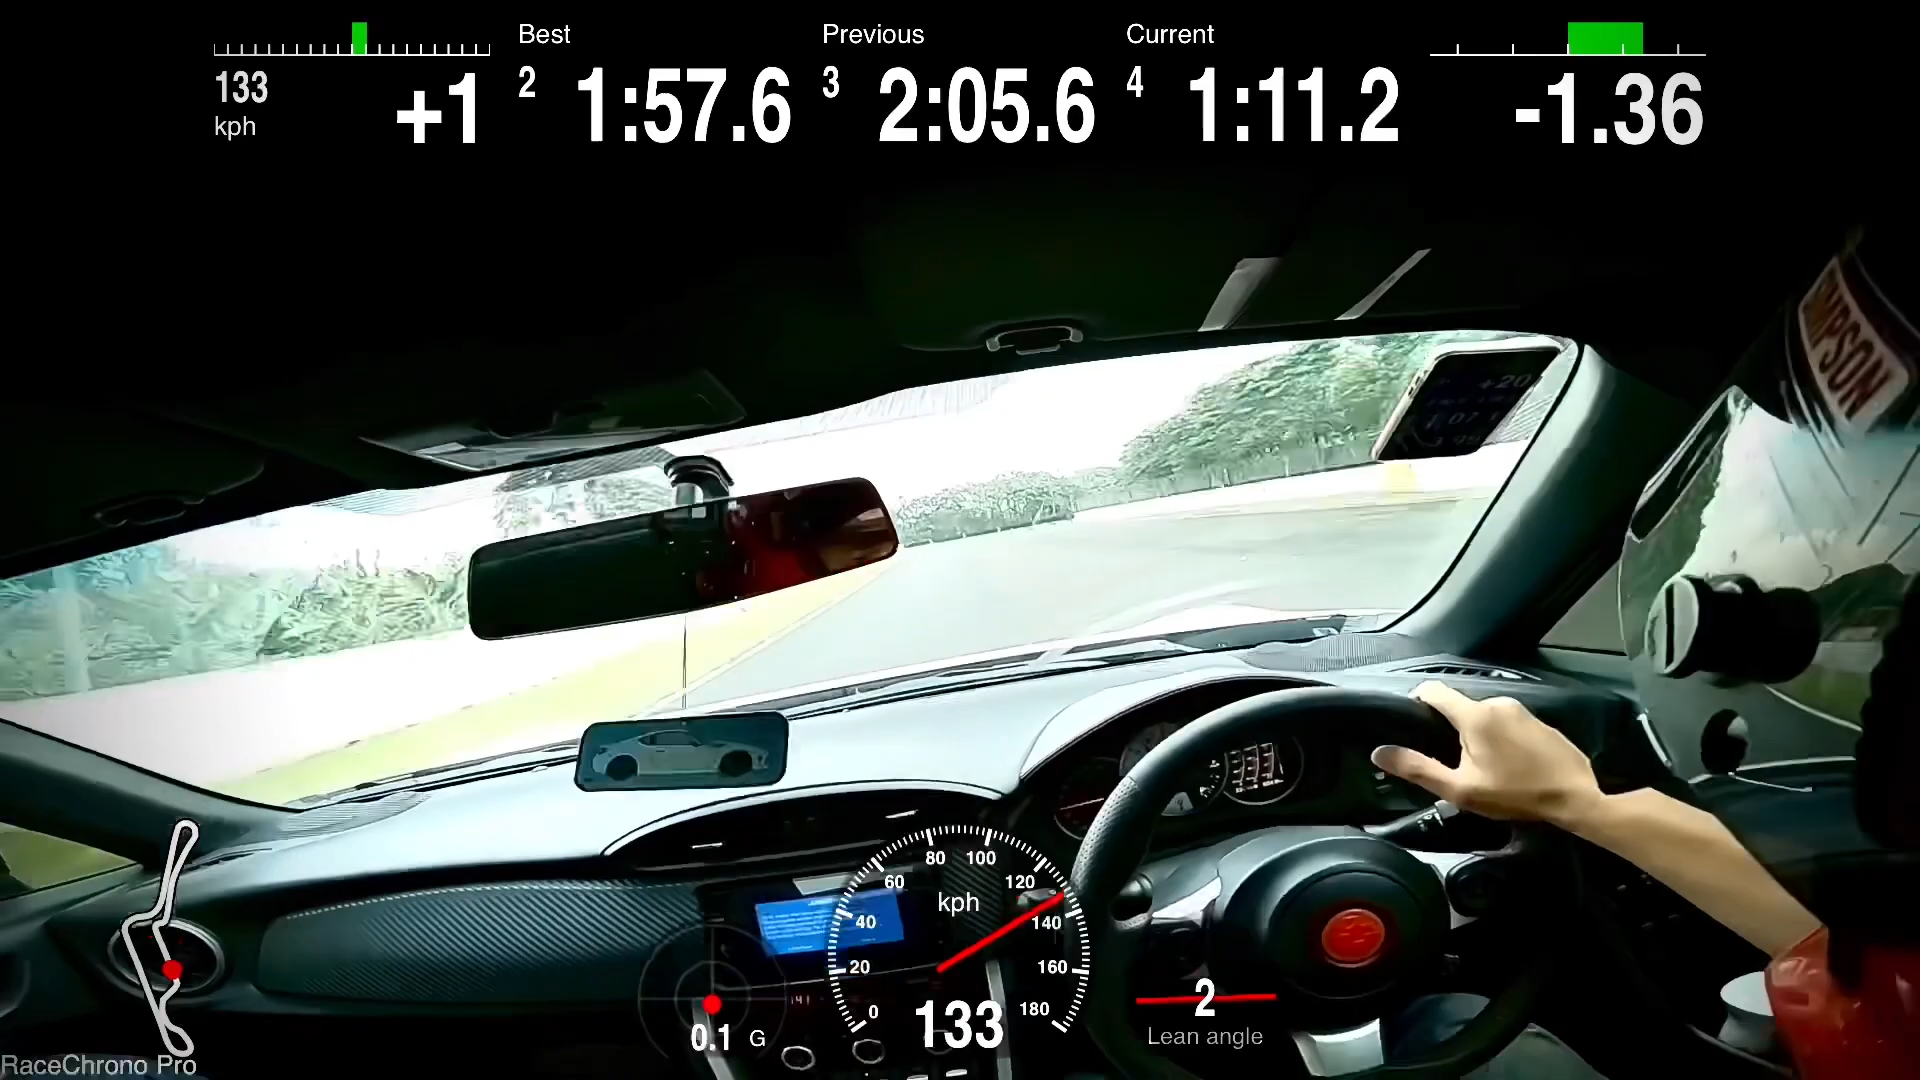 Best
Previous
Current
133
kph
+1
2
1:57.6
3
2:05.6
4
1:11.2
-1.36
MPSON
+20
80
100
60
120
kph
40
140
20
160
0
180
133
0.1 G
2
Lean angle
RaceChrono Pro